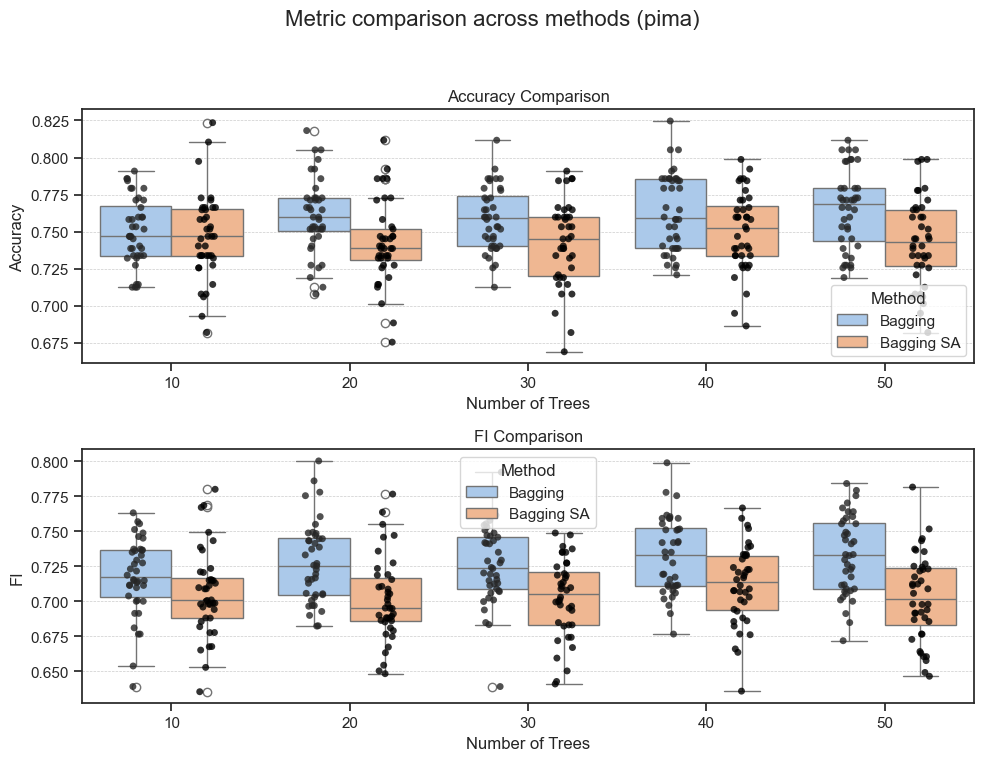 Metric comparison across methods (pima)
Accuracy Comparison
Accuracy
0.825
0.800
0.775
0.750
0.725
0.700
0.675
Method
Bagging
Bagging SA
10 20 30 40 50
Number of Trees
FI Comparison
FI
0.800
0.775
0.750
0.725
0.700
0.675
0.650
Method
Bagging
Bagging SA
10 20 30 40 50
Number of Trees